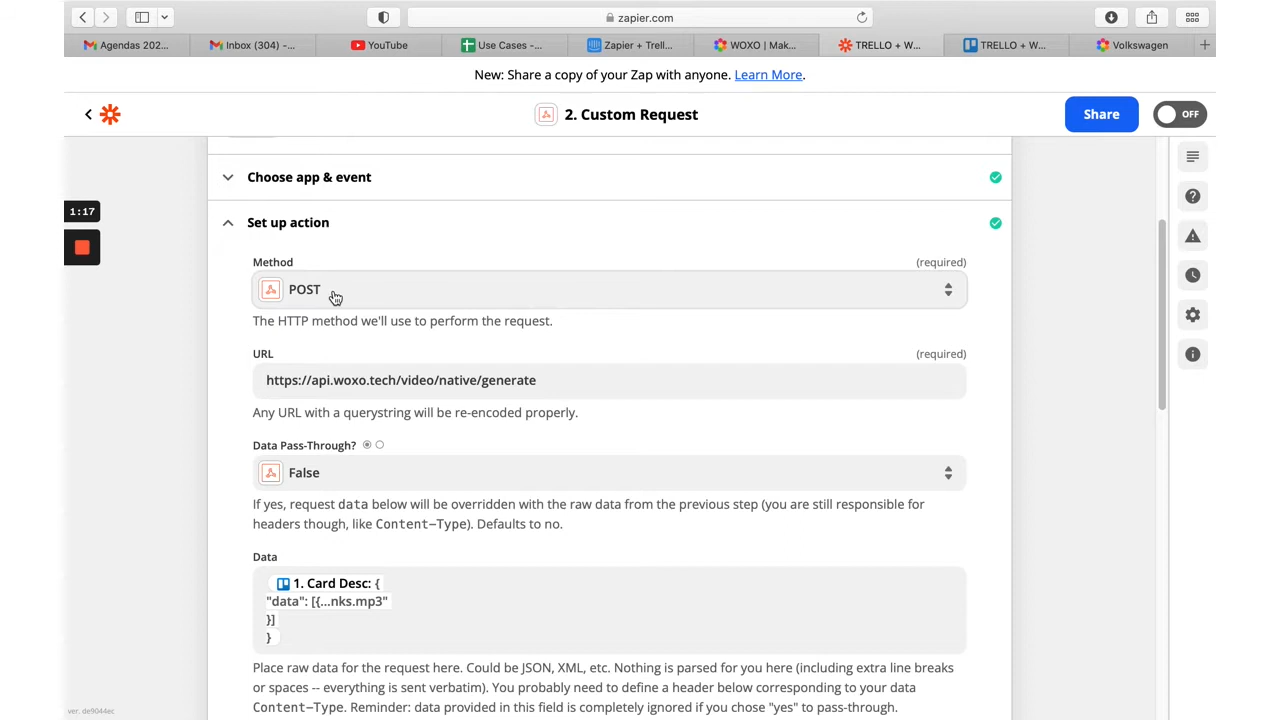 zapier.com
Agendas 202...
Inbox (304) –...
YouTube
Use Cases -...
Zapier + Trell...
WOXO | Mak...
TRELLO + W...
TRELLO + W...
Volkswagen
New: Share a copy of your Zap with anyone. Learn More.
2. Custom Request
Share
OFF
Choose app & event
1:17
Set up action
Method
(required)
POST
The HTTP method we'll use to perform the request.
URL
(required)
https://api.woxo.tech/video/native/generate
Any URL with a querystring will be re-encoded properly.
Data Pass-Through?
False
If yes, request data below will be overridden with the raw data from the previous step (you are still responsible for
headers though, like Content-Type). Defaults to no.
Data
1. Card Desc: {
"data": [{...nks.mp3"
}]
}
Place raw data for the request here. Could be JSON, XML, etc. Nothing is parsed for you here (including extra line breaks
or spaces -- everything is sent verbatim). You probably need to define a header below corresponding to your data
Content-Type. Reminder: data provided in this field is completely ignored if you chose "yes" to pass-through.
ver. de9044ec